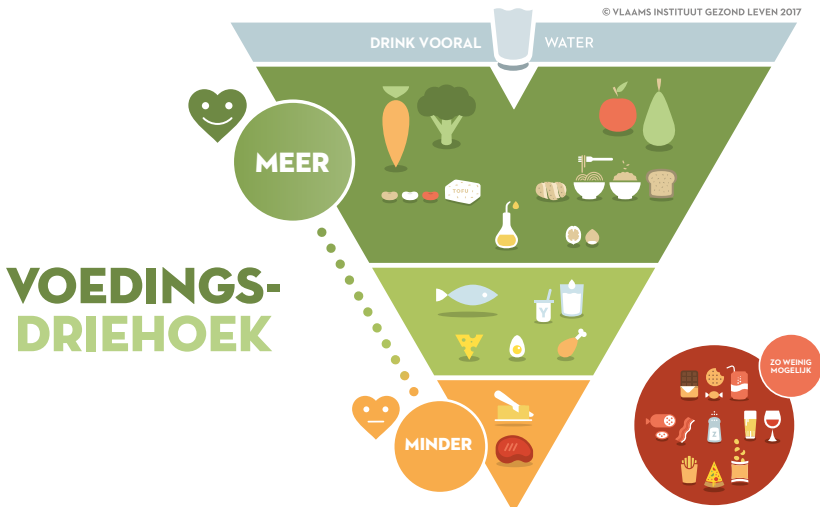 © VLAAMS INSTITUUT GEZOND LEVEN 2017
DRINK VOORAL WATER
MEER
TOFU
VOEDINGS-
DRIEHOEK
Y
ZO WEINIG
MOGELIJK
MINDER